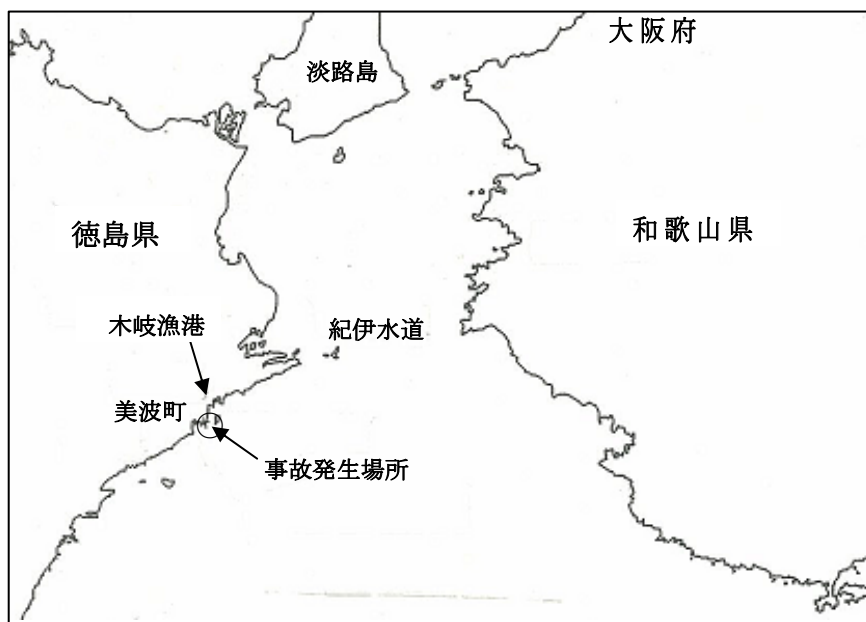 大阪府
淡路島
徳島県
和歌山県
木岐漁港
紀伊水道
美波町
事故発生場所